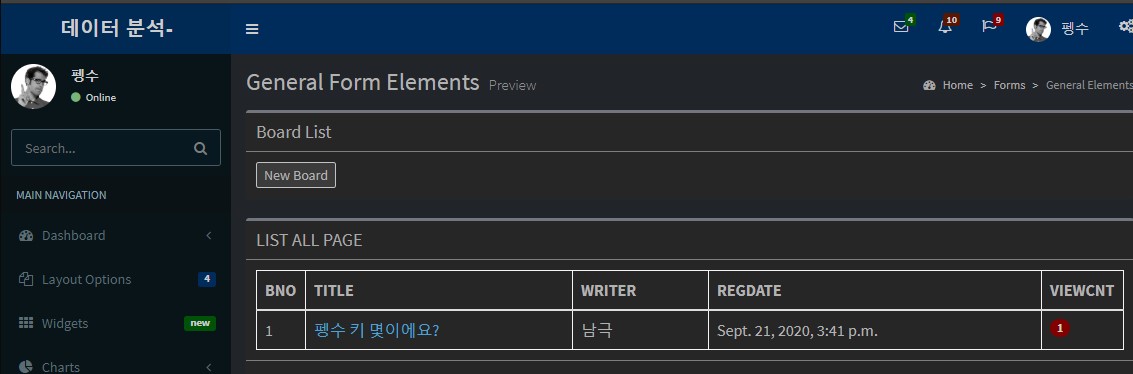 데이터 분석-
4
10
9
펭수
펭수
Online
Search...
MAIN NAVIGATION
Dashboard
Layout Options 4
Widgets new
Charts
General Form Elements Preview
Home > Forms > General Elements
Board List
New Board
LIST ALL PAGE
BNO TITLE WRITER REGDATE VIEWCNT
1 펭수 키 몇이에요? 남극 Sept. 21, 2020, 3:41 p.m. 1